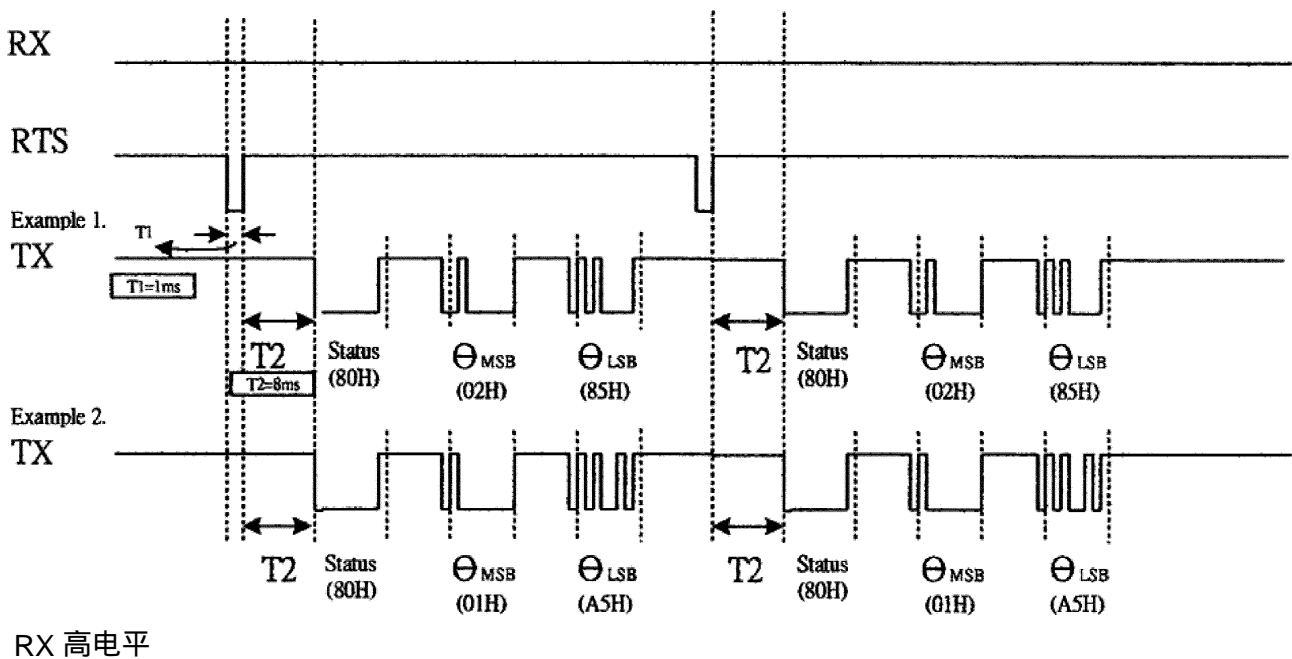 RX
RTS
Example 1.
T1
TX
T1=1ms
T2 Status ΘMSB ΘLSB T2 Status ΘMSB ΘLSB
(80H) (02H) (85H) (80H) (02H) (85H)
T2=8ms
Example 2.
TX
T2 Status ΘMSB ΘLSB T2 Status ΘMSB ΘLSB
(80H) (01H) (A5H) (80H) (01H) (A5H)
RX 高电平